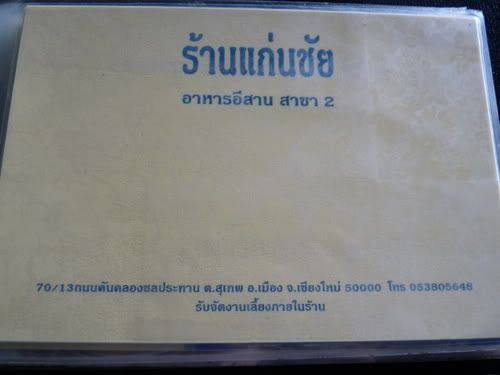 ร้านแก่นชัย
อาหารอีสาน สาขา 2
70/13ถนนคันคลองชลประทาน ต.สุเทพ อ.เมือง จ.เชียงใหม่ 50000 โทร 053805646
รับจัดงานเลี้ยงภายในร้าน